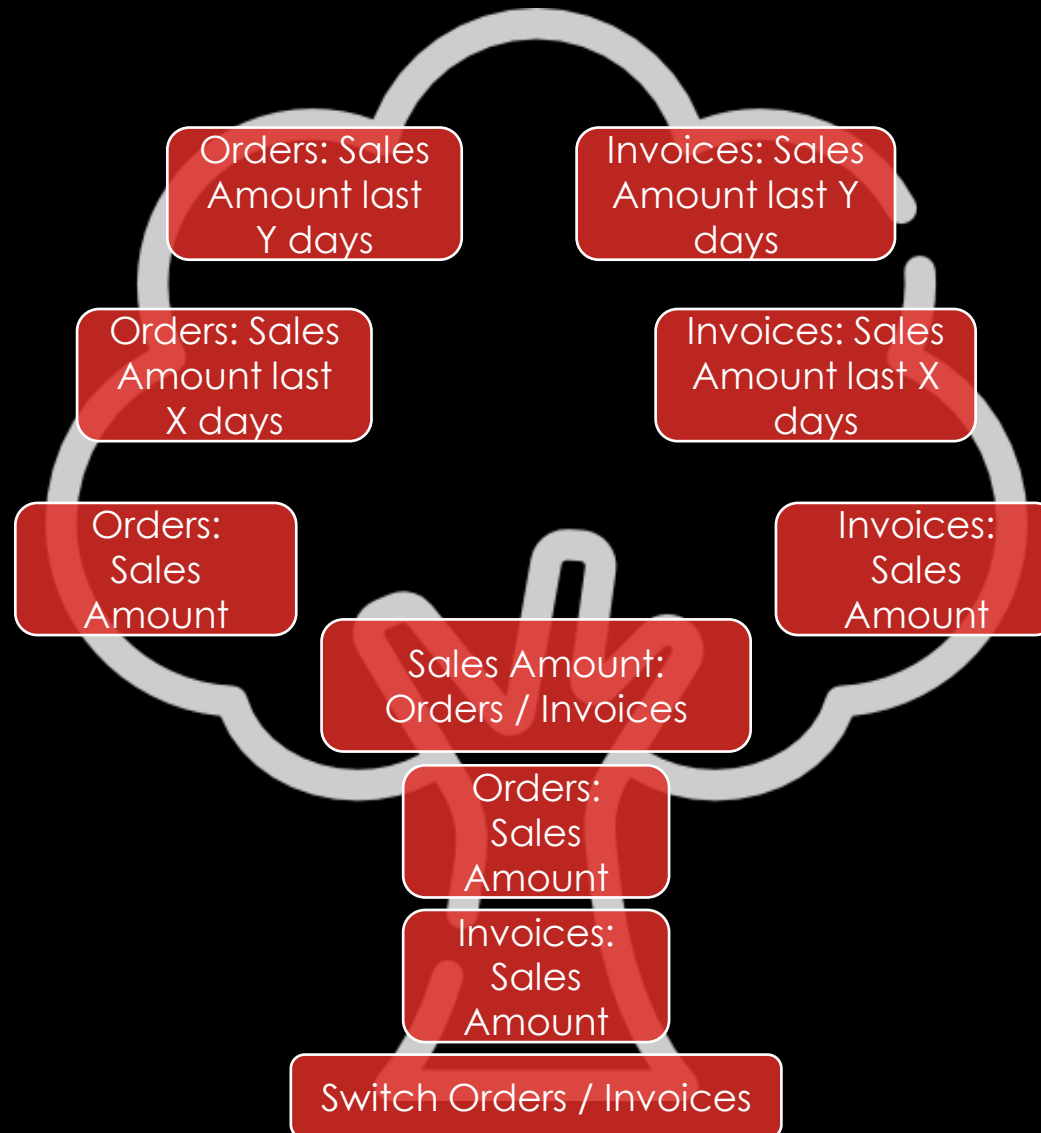 Orders: Sales
Amount last
Y days
Invoices: Sales
Amount last Y
days
Orders: Sales
Amount last
X days
Invoices: Sales
Amount last X
days
Orders:
Sales
Amount
Invoices:
Sales
Amount
Sales Amount:
Orders / Invoices
Orders:
Sales
Amount
Invoices:
Sales
Amount
Switch Orders / Invoices